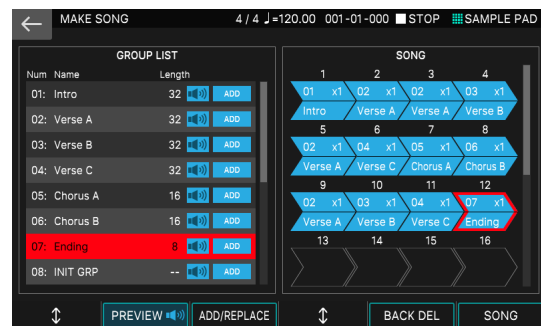 MAKE SONG 4 / 4 ♩=120.00 001-01-000 STOP SAMPLE PAD
GROUP LIST
Num Name Length
01: Intro 32 ADD
02: Verse A 32 ADD
03: Verse B 32 ADD
04: Verse C 32 ADD
05: Chorus A 16 ADD
06: Chorus B 16 ADD
07: Ending 8 ADD
08: INIT GRP -- ADD
SONG
1 2 3 4
01 x1 02 x1 02 x1 03 x1
Intro Verse A Verse A Verse B
5 6 7 8
02 x1 04 x1 05 x1 06 x1
Verse A Verse C Chorus A Chorus B
9 10 11 12
02 x1 03 x1 04 x1 07 x1
Verse A Verse B Verse C Ending
13 14 15 16
PREVIEW ADD/REPLACE BACK DEL SONG